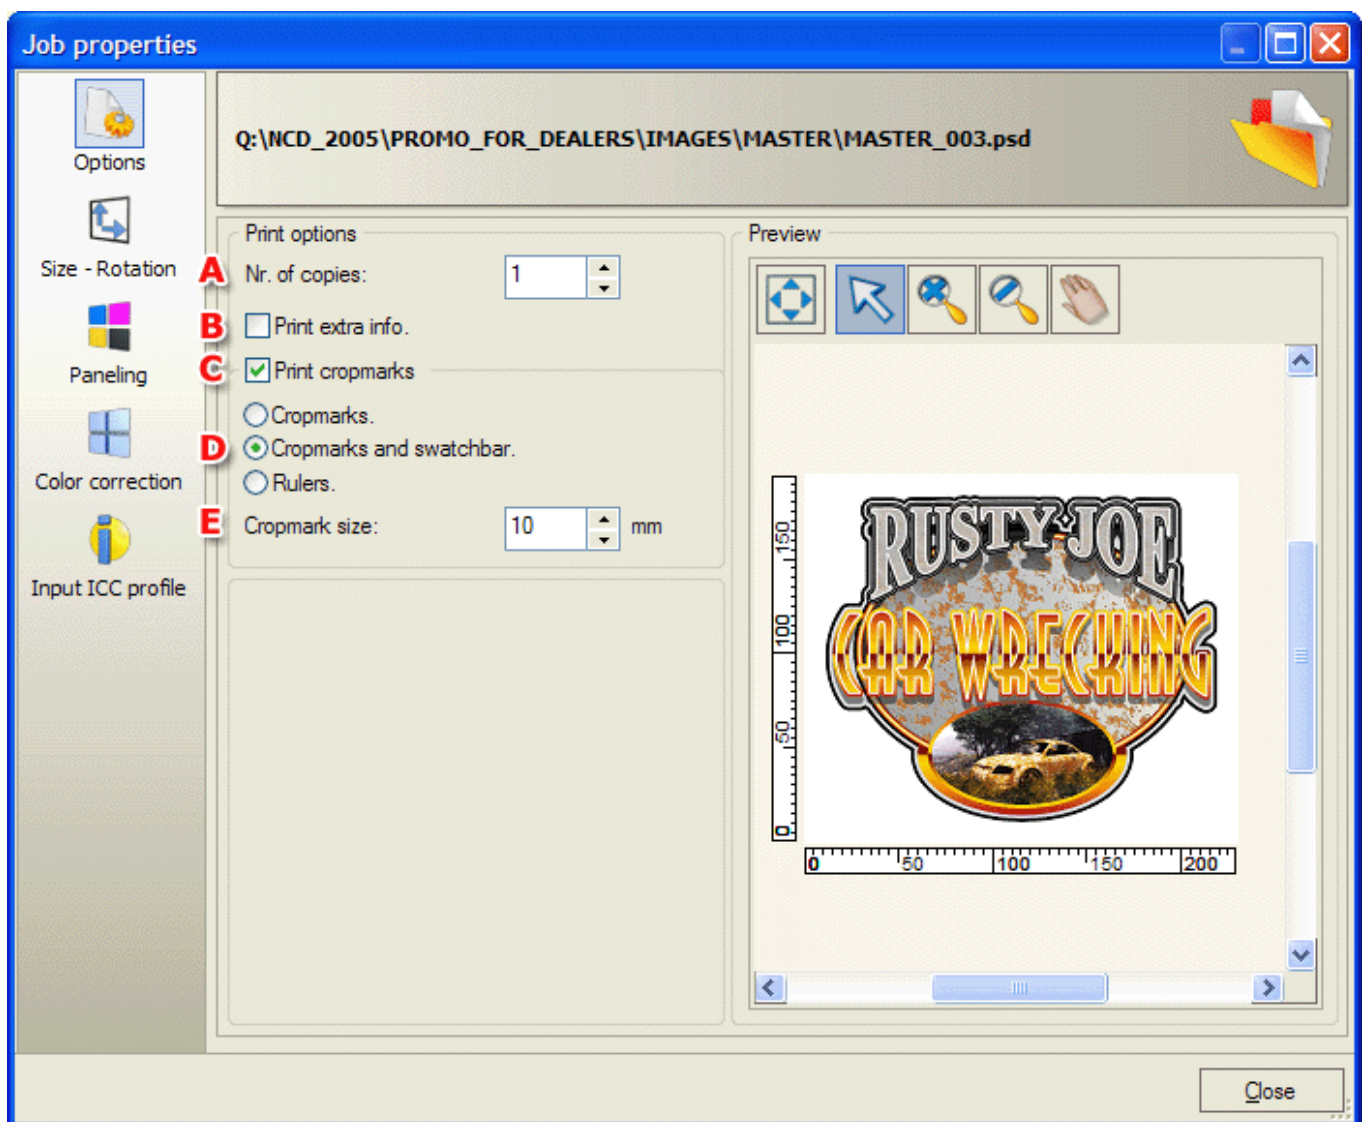 Job properties
Options
Size - Rotation
Paneling
Color correction
Input ICC profile
Q:\NCD_2005\PROMO_FOR_DEALERS\IMAGES\MASTER\MASTER_003.psd
Print options
A Nr. of copies: 1
B Print extra info.
C Print cropmarks
Cropmarks.
D Cropmarks and swatchbar.
Rulers.
E Cropmark size: 10 mm
Preview
150
100
50
0
RUSTY JOE
CAR WRECKING
0 50 100 150 200
Close